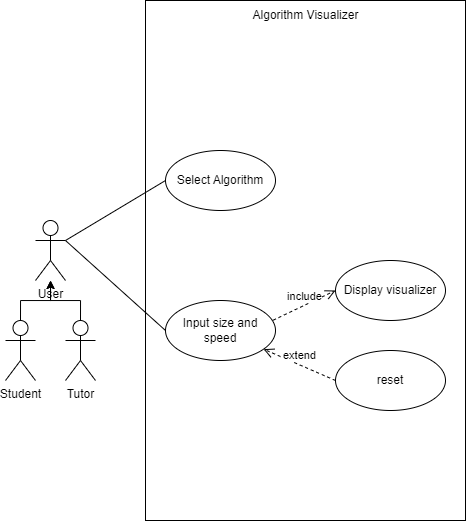 Algorithm Visualizer
Select Algorithm
User
include
Display visualizer
Input size and
speed
extend
reset
Student
Tutor